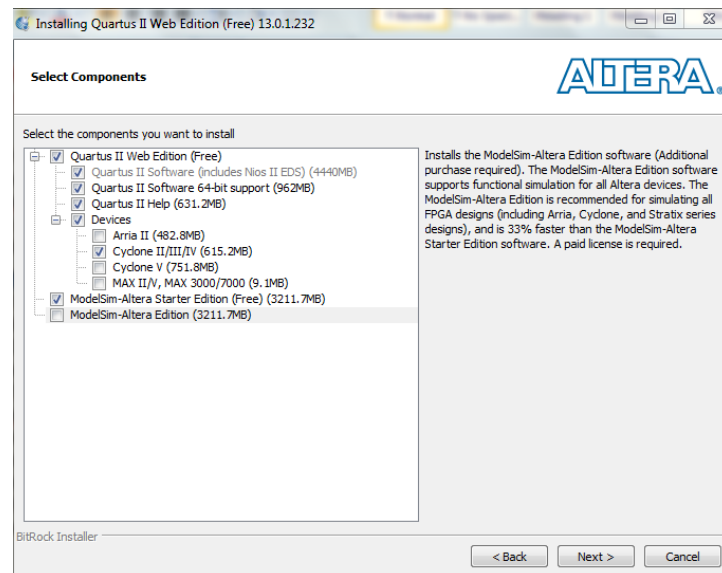 Installing Quartus II Web Edition (Free) 13.0.1.232
Select Components
ALTERA
Select the components you want to install
Quartus II Web Edition (Free)
Quartus II Software (includes Nios II EDS) (4440MB)
Quartus II Software 64-bit support (962MB)
Quartus II Help (631.2MB)
Devices
Arria II (482.8MB)
Cyclone II/III/IV (615.2MB)
Cyclone V (751.8MB)
MAX II/V, MAX 3000/7000 (9.1MB)
ModelSim-Altera Starter Edition (Free) (3211.7MB)
ModelSim-Altera Edition (3211.7MB)
Installs the ModelSim-Altera Edition software (Additional
purchase required). The ModelSim-Altera Edition software
supports functional simulation for all Altera devices. The
ModelSim-Altera Edition is recommended for simulating all
FPGA designs (including Arria, Cyclone, and Stratix series
designs), and is 33% faster than the ModelSim-Altera
Starter Edition software. A paid license is required.
BitRock Installer
< Back
Next >
Cancel